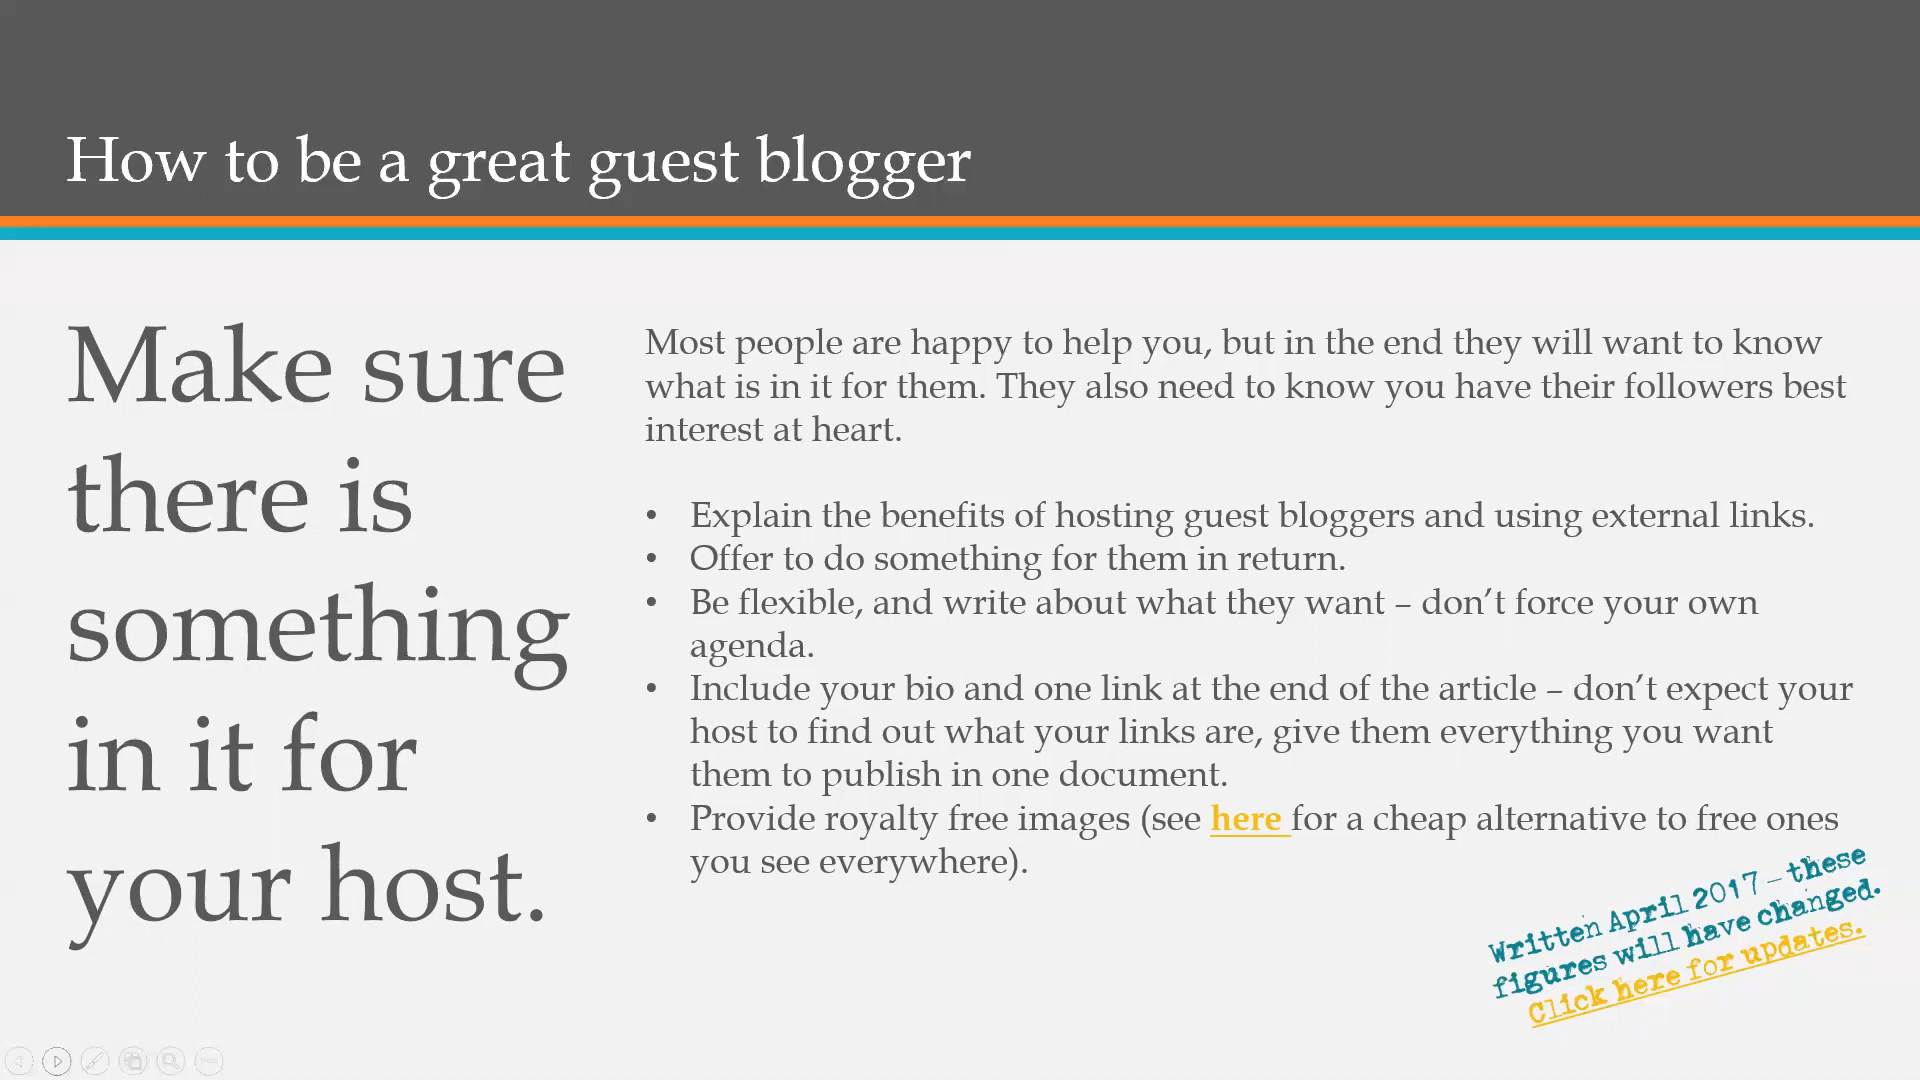 How to be a great guest blogger
Make sure
there is
something
in it for
your host.
Most people are happy to help you, but in the end they will want to know
what is in it for them. They also need to know you have their followers best
interest at heart.
• Explain the benefits of hosting guest bloggers and using external links.
• Offer to do something for them in return.
• Be flexible, and write about what they want – don’t force your own
agenda.
• Include your bio and one link at the end of the article – don’t expect your
host to find out what your links are, give them everything you want
them to publish in one document.
• Provide royalty free images (see here for a cheap alternative to free ones
you see everywhere).
Written April 2017 – these
figures will have changed.
Click here for updates.